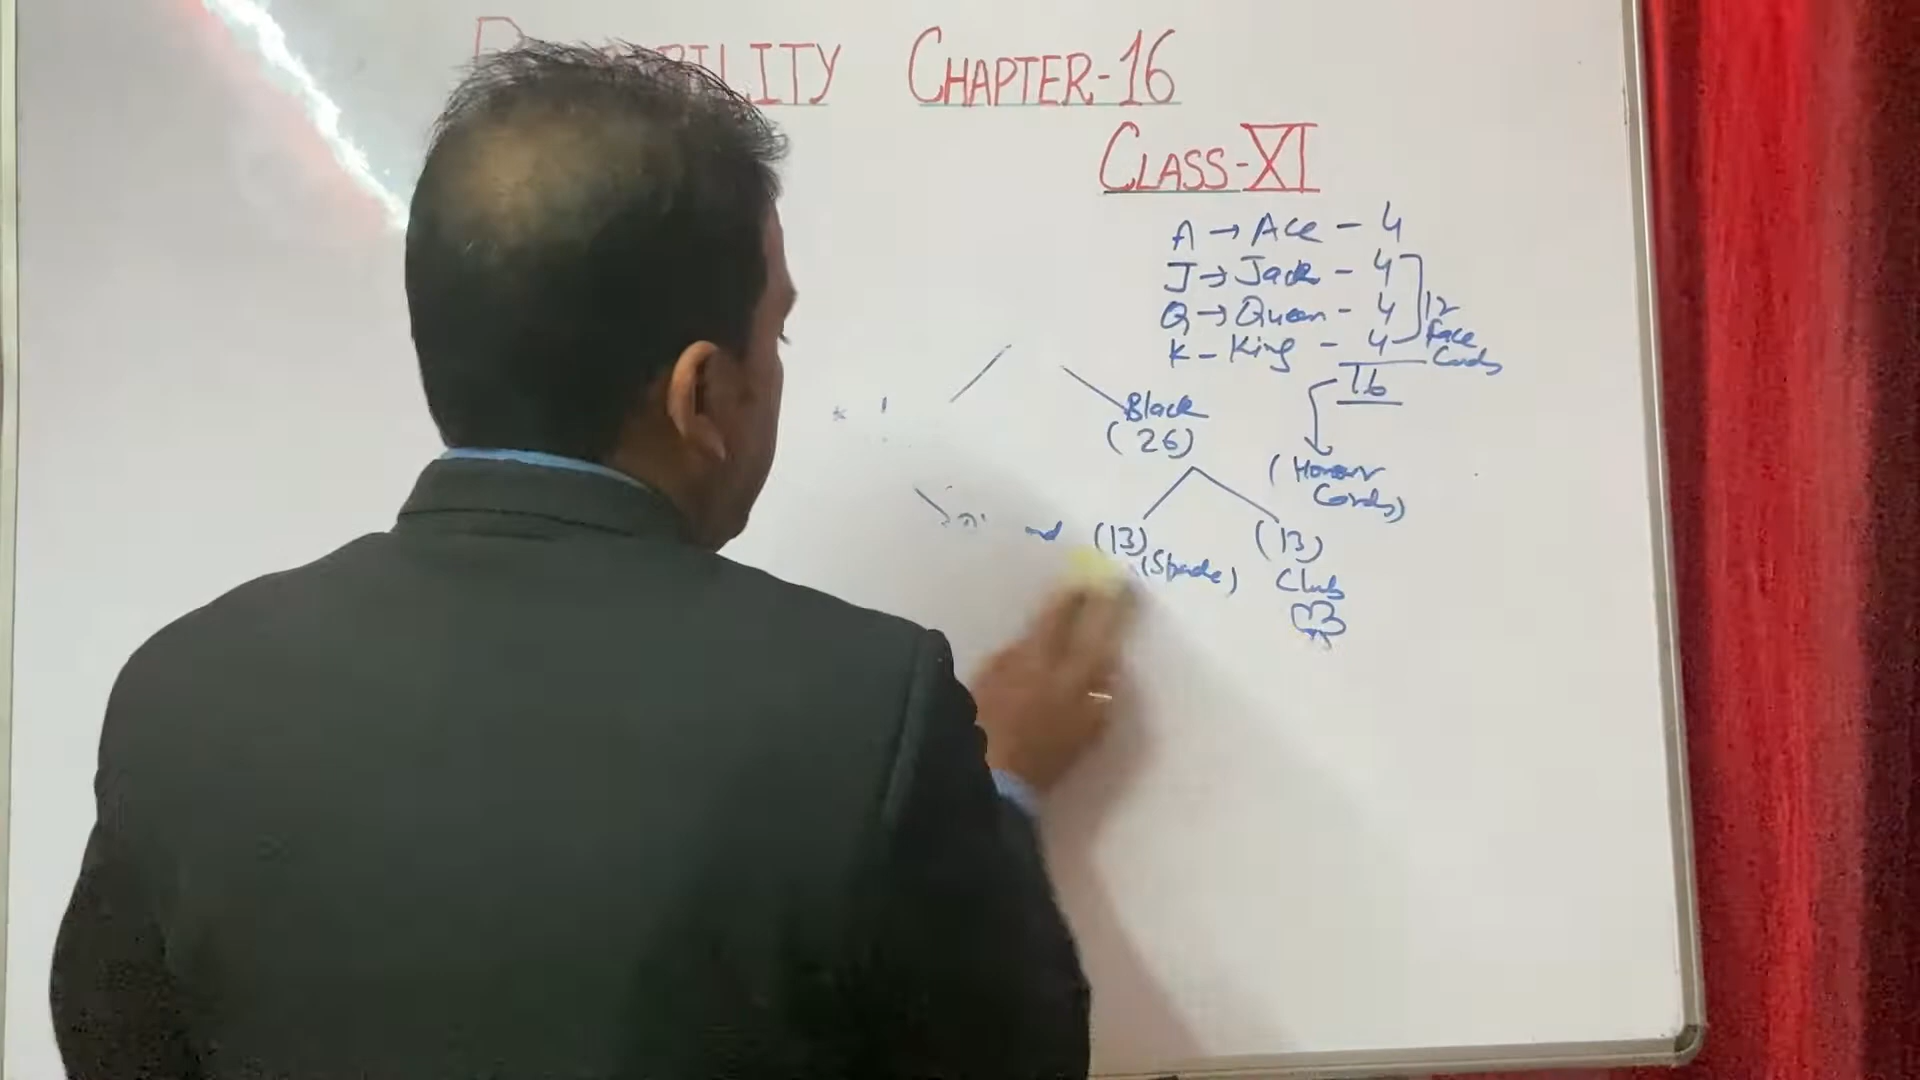 CHAPTER-16
CLASS-XI
A → Ace - 4
J → Jack - 4
Q → Queen - 4
K - King - 4
12
Face
Cards
16
Black
(26)
(Honour
Cards)
(13)
(Spade)
(13)
Club